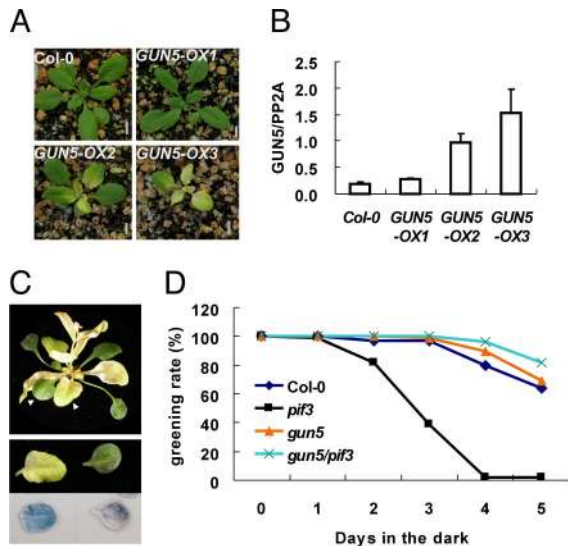 A
Col-0
GUN5-OX1
GUN5-OX2
GUN5-OX3
B
GUN5/PP2A
2.5
2.0
1.5
1.0
0.5
0.0
Col-0
GUN5
-OX1
GUN5
-OX2
GUN5
-OX3
C
D
greening rate (%)
120
100
80
60
40
20
0
Col-0
pif3
gun5
gun5/pif3
0 1 2 3 4 5
Days in the dark